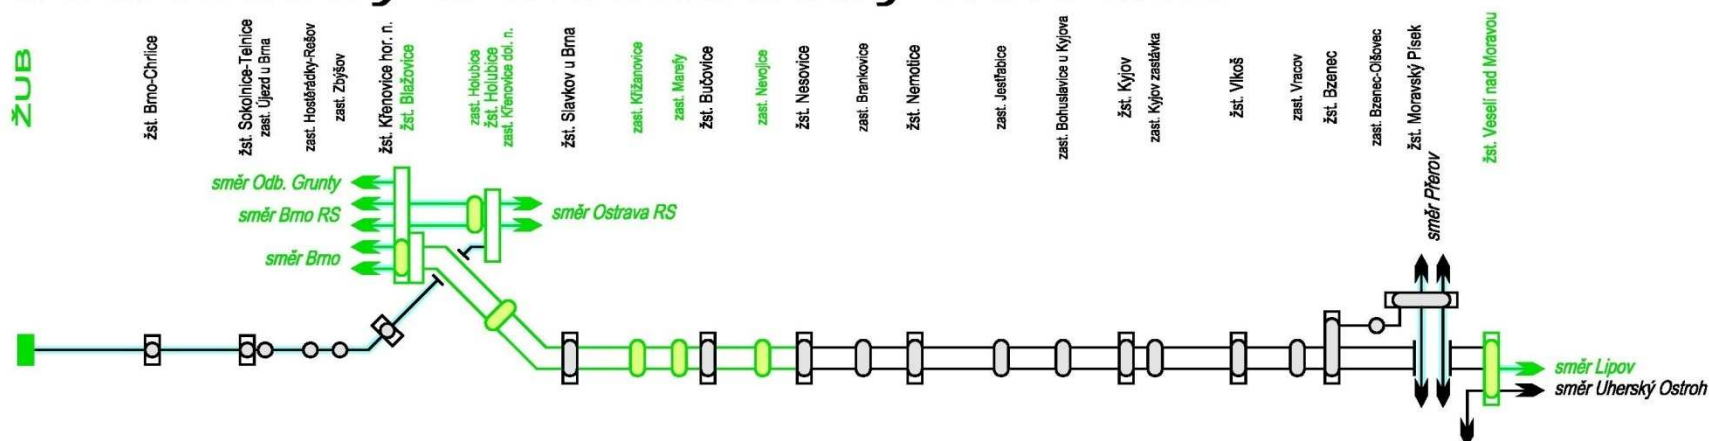 ŽUB
žst. Brno-Chrlice
žst. Sokolnice-Telnice
zast. Újezd u Brna
zast. Hostěrádky-Rešov
zast. Zbýšov
žst. Křenovice hor. n.
žst. Blažovice
zast. Holubice
žst. Holubice
zast. Křenovice dol. n.
žst. Slavkov u Brna
zast. Křižanovice
zast. Marefy
žst. Bučovice
zast. Nevojice
žst. Nesovice
zast. Brankovice
žst. Nemotice
zast. Jestřabice
zast. Bohuslavice u Kyjova
žst. Kyjov
zast. Kyjov zastávka
žst. Vlkoš
zast. Vracov
žst. Bzenec
zast. Bzenec-Olšovec
žst. Moravský Písek
žst. Veselí nad Moravou
směr Odb. Grunty
směr Brno RS
směr Ostrava RS
směr Brno
směr Přerov
směr Lipov
směr Uherský Ostroh